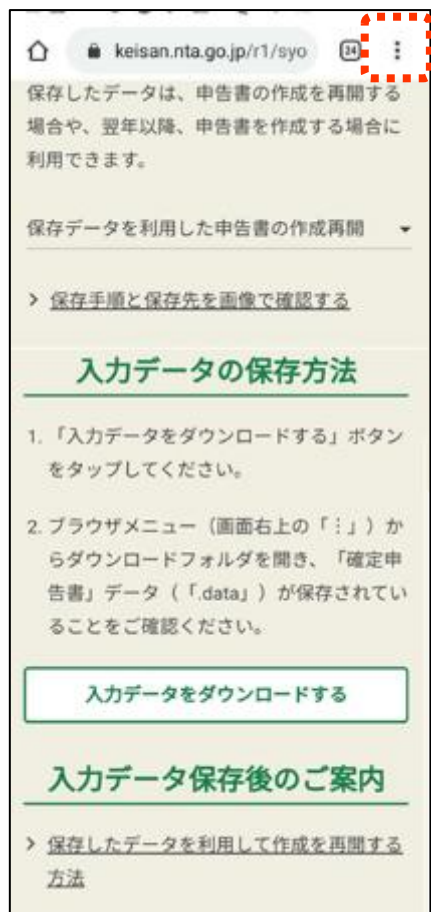 keisan.nta.go.jp/r1/syo
24
保存したデータは、申告書の作成を再開する
場合や、翌年以降、申告書を作成する場合に
利用できます。
保存データを利用した申告書の作成再開
> 保存手順と保存先を画像で確認する
入力データの保存方法
1. 「入力データをダウンロードする」ボタン
をタップしてください。
2. ブラウザメニュー(画面右上の「⋮」)か
らダウンロードフォルダを開き、「確定申
告書」データ(「.data」)が保存されてい
ることをご確認ください。
入力データをダウンロードする
入力データ保存後のご案内
> 保存したデータを利用して作成を再開する
方法